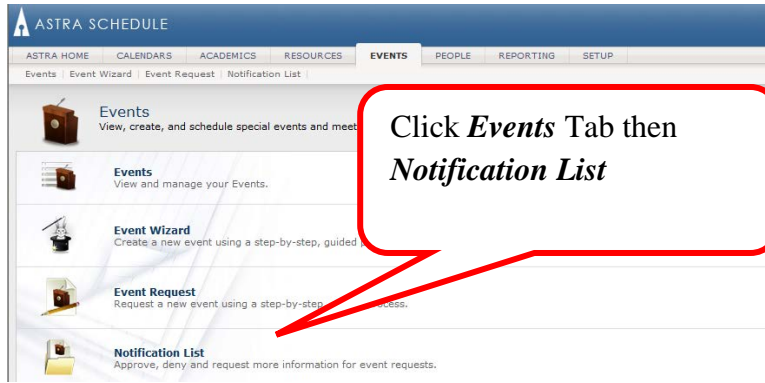 ASTRA SCHEDULE
ASTRA HOME CALENDARS ACADEMICS RESOURCES EVENTS PEOPLE REPORTING SETUP
Events | Event Wizard | Event Request | Notification List |
Events
View, create, and schedule special events and meet
Click Events Tab then
Notification List
Events
View and manage your Events.
Event Wizard
Create a new event using a step-by-step, guided
Event Request
Request a new event using a step-by-step
Notification List
Approve, deny and request more information for event requests.